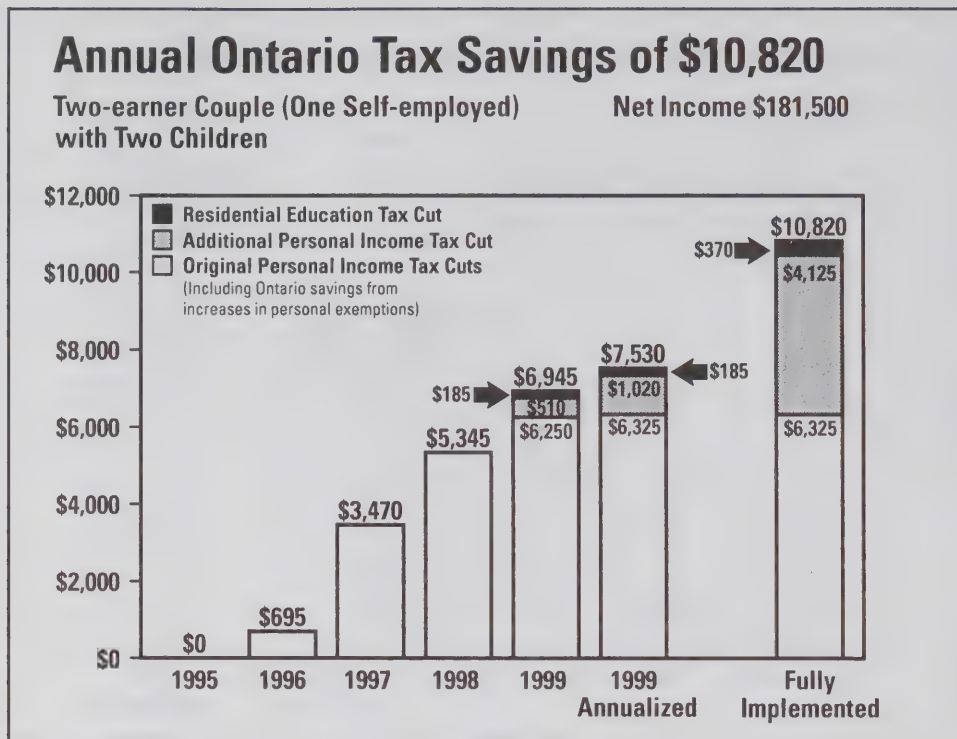 Annual Ontario Tax Savings of $10,820
Two-earner Couple (One Self-employed) Net Income $181,500
with Two Children
$12,000
$10,000
$8,000
$6,000
$4,000
$2,000
$0
Residential Education Tax Cut
Additional Personal Income Tax Cut
Original Personal Income Tax Cuts
(Including Ontario savings from
increases in personal exemptions)
$0
$695
$3,470
$5,345
$185
$6,945
$510
$6,250
$7,530
$185
$1,020
$6,325
$10,820
$370
$4,125
$6,325
1995 1996 1997 1998 1999 1999 Fully
Annualized Implemented